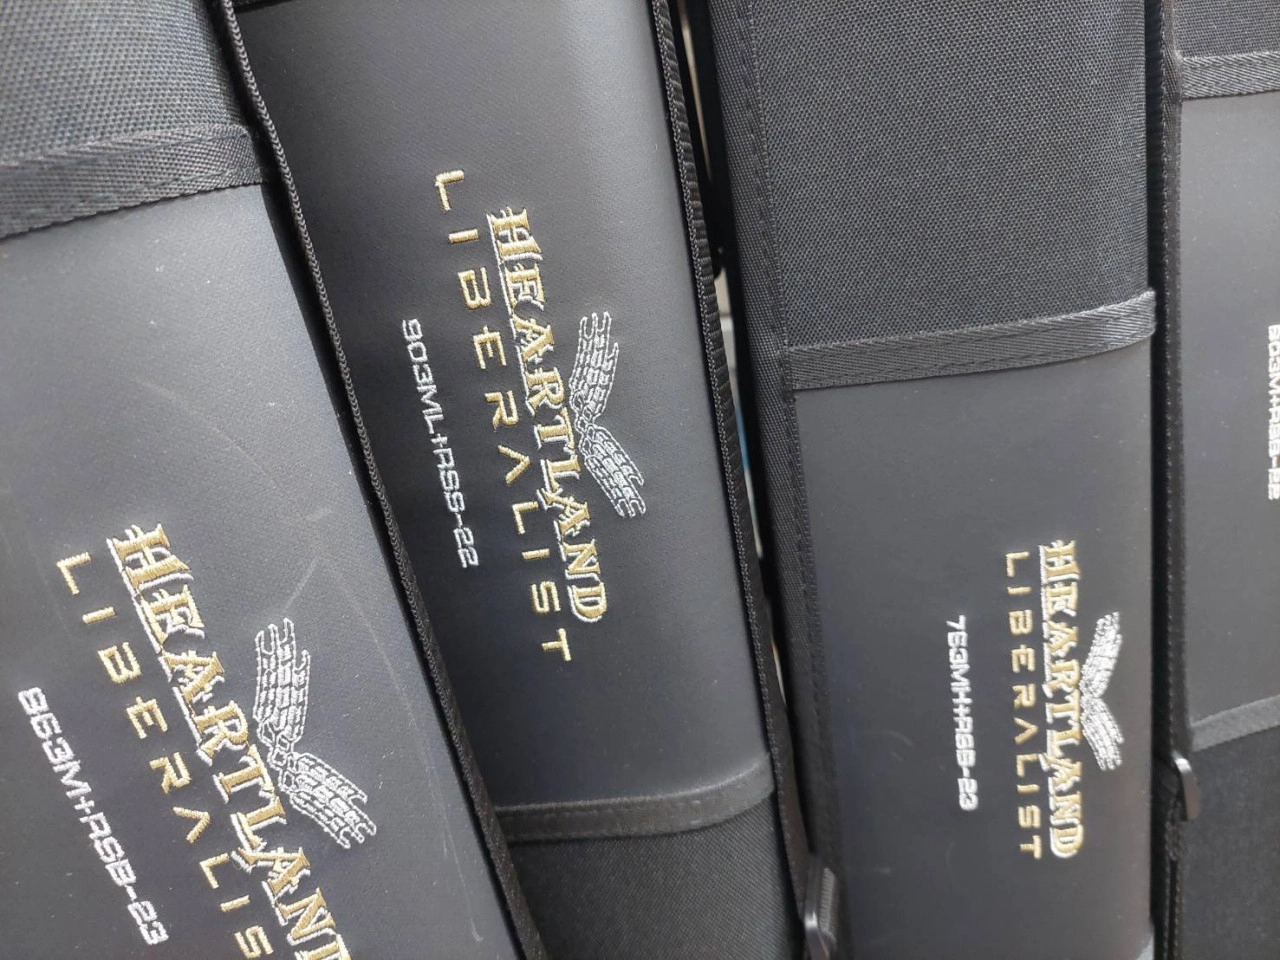 HEARTLAND
LIBERALIST
863M+RSB-23
HEARTLAND
LIBERALIST
903ML+RSS-22
HEARTLAND
LIBERALIST
763MH+RSB-23